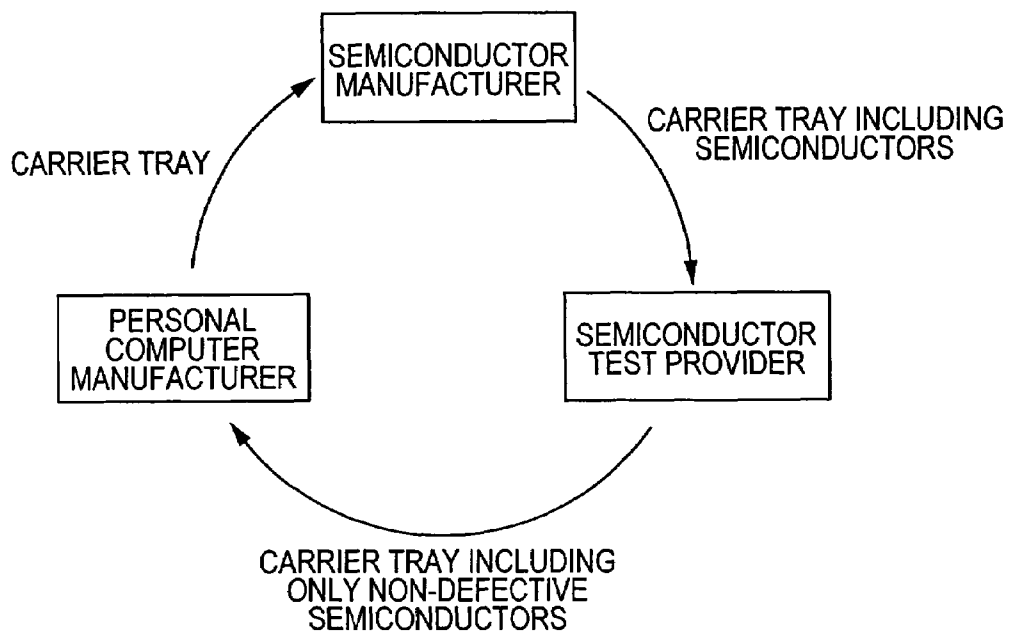 SEMICONDUCTOR
MANUFACTURER
CARRIER TRAY INCLUDING
SEMICONDUCTORS
CARRIER TRAY
PERSONAL
COMPUTER
MANUFACTURER
SEMICONDUCTOR
TEST PROVIDER
CARRIER TRAY INCLUDING
ONLY NON-DEFECTIVE
SEMICONDUCTORS